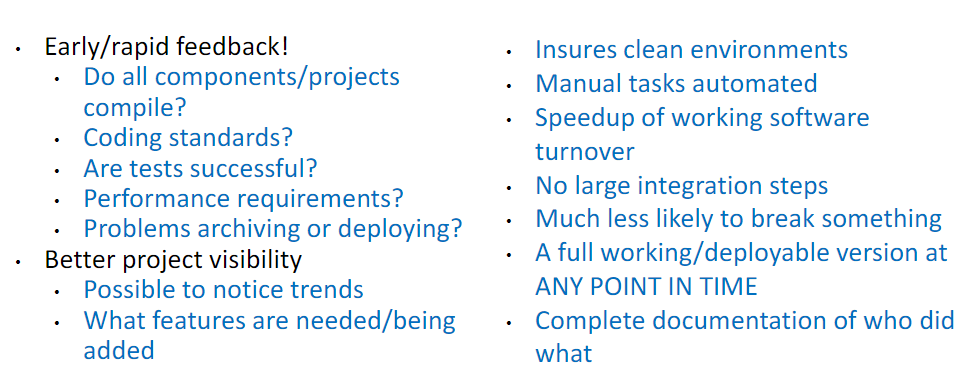 • Early/rapid feedback!
• Do all components/projects
compile?
• Coding standards?
• Are tests successful?
• Performance requirements?
• Problems archiving or deploying?
• Better project visibility
• Possible to notice trends
• What features are needed/being
added
• Insures clean environments
• Manual tasks automated
• Speedup of working software
turnover
• No large integration steps
• Much less likely to break something
• A full working/deployable version at
ANY POINT IN TIME
• Complete documentation of who did
what